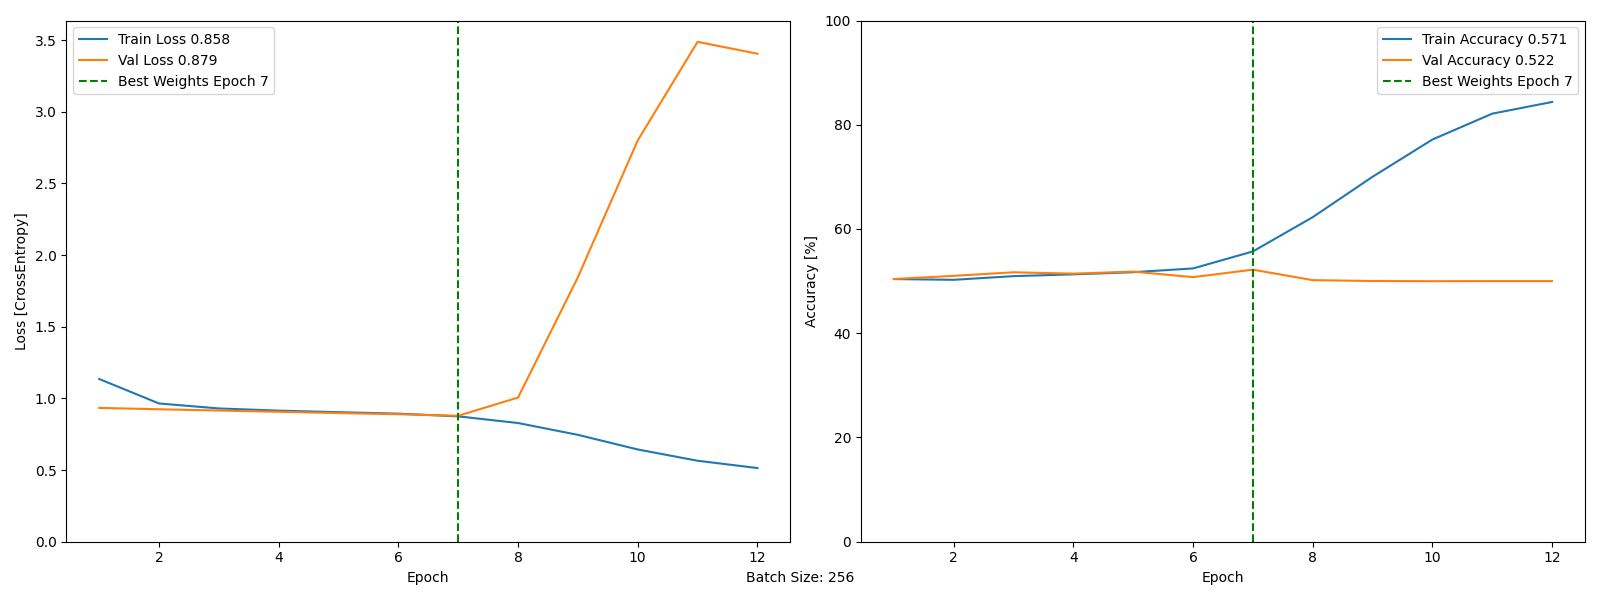 Train Loss 0.858
Val Loss 0.879
Best Weights Epoch 7
3.5
3.0
2.5
2.0
1.5
1.0
0.5
0.0
Loss [CrossEntropy]
2 4 6 8 10 12
Epoch
Train Accuracy 0.571
Val Accuracy 0.522
Best Weights Epoch 7
100
80
60
40
20
0
Accuracy [%]
2 4 6 8 10 12
Epoch
Batch Size: 256